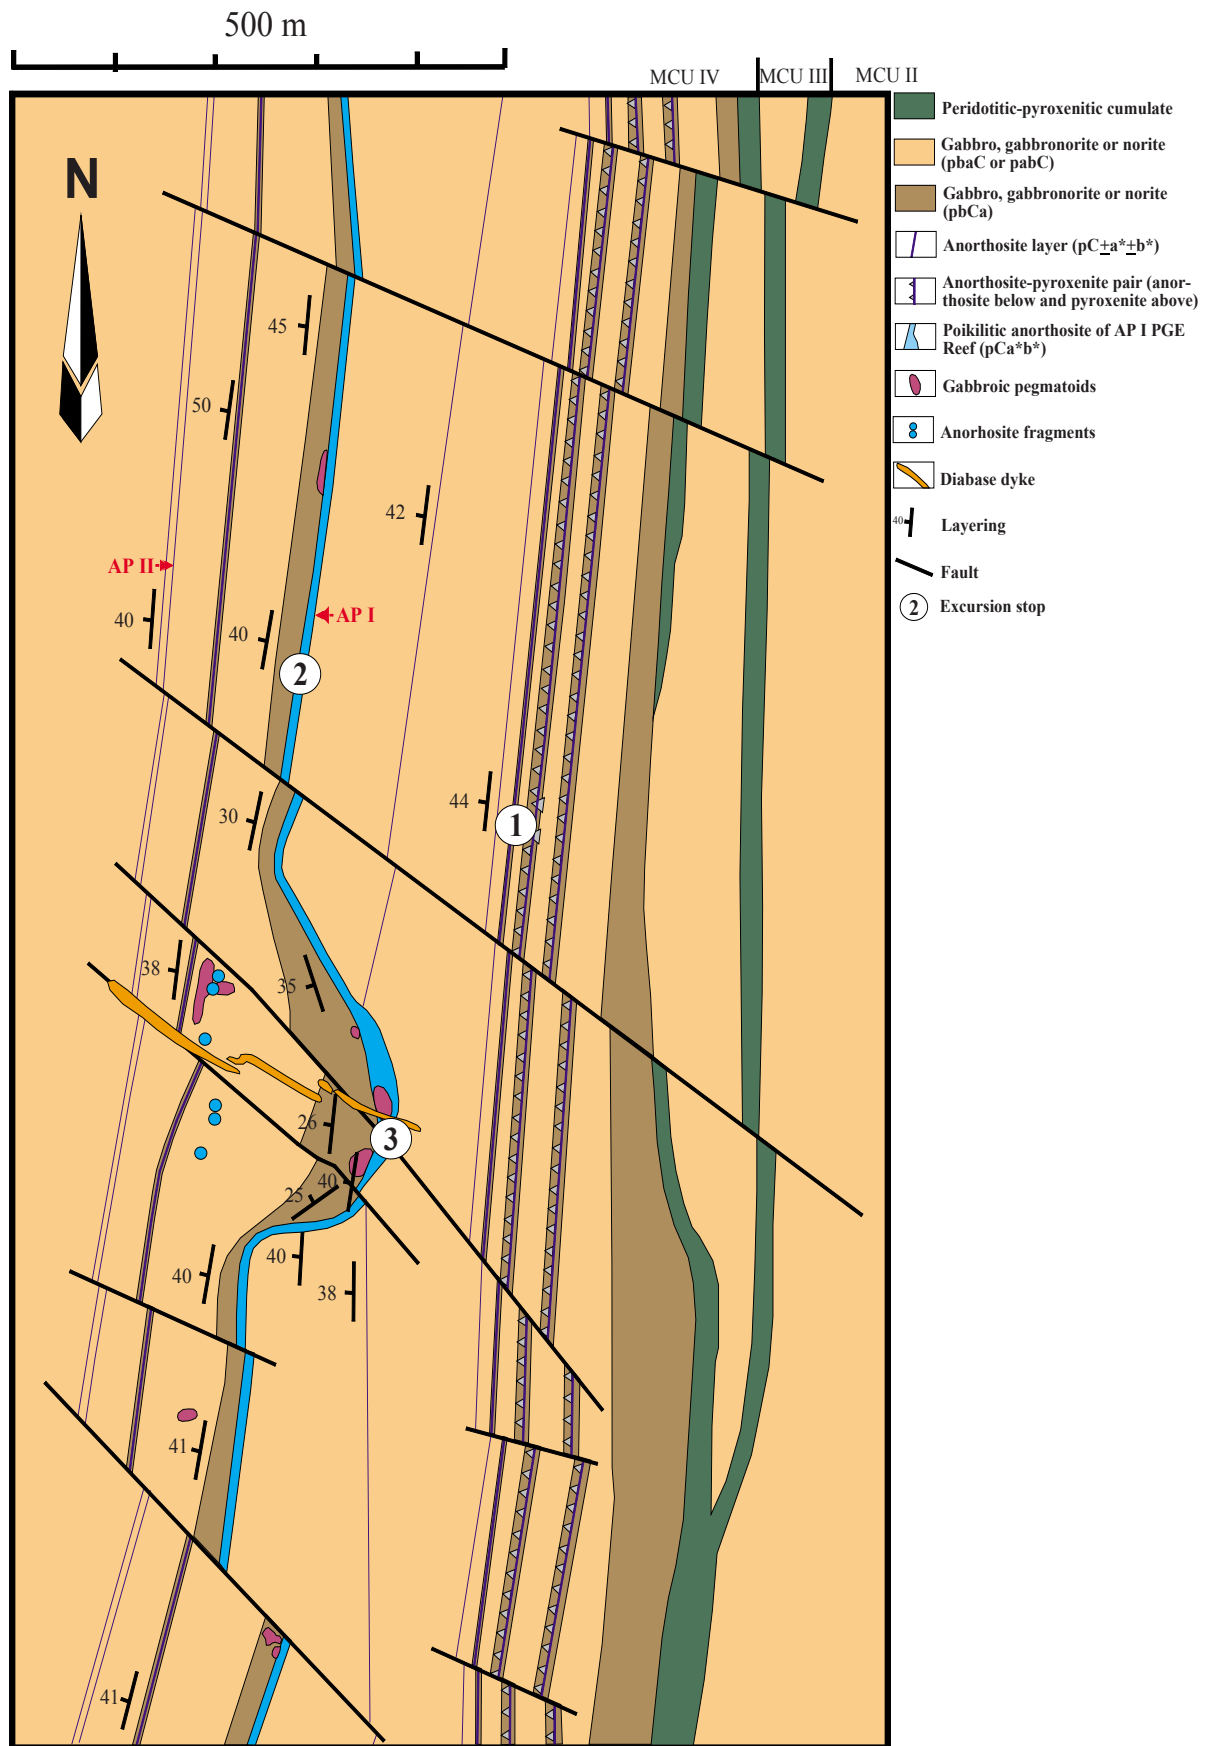 500 m
MCU IV
MCU III
MCU II
N
Peridotitic-pyroxenitic cumulate
Gabbro, gabbronorite or norite
(pbaC or pabC)
Gabbro, gabbronorite or norite
(pbCa)
Anorthosite layer (pC±a*±b*)
Anorthosite-pyroxenite pair (anor-
thosite below and pyroxenite above)
Poikilitic anorthosite of AP I PGE
Reef (pCa*b*)
Gabbroic pegmatoids
Anorhosite fragments
Diabase dyke
40
Layering
Fault
2
Excursion stop
45
50
42
AP II
40
40
AP I
2
30
44
1
38
35
26
3
40
25
40
40
38
41
41